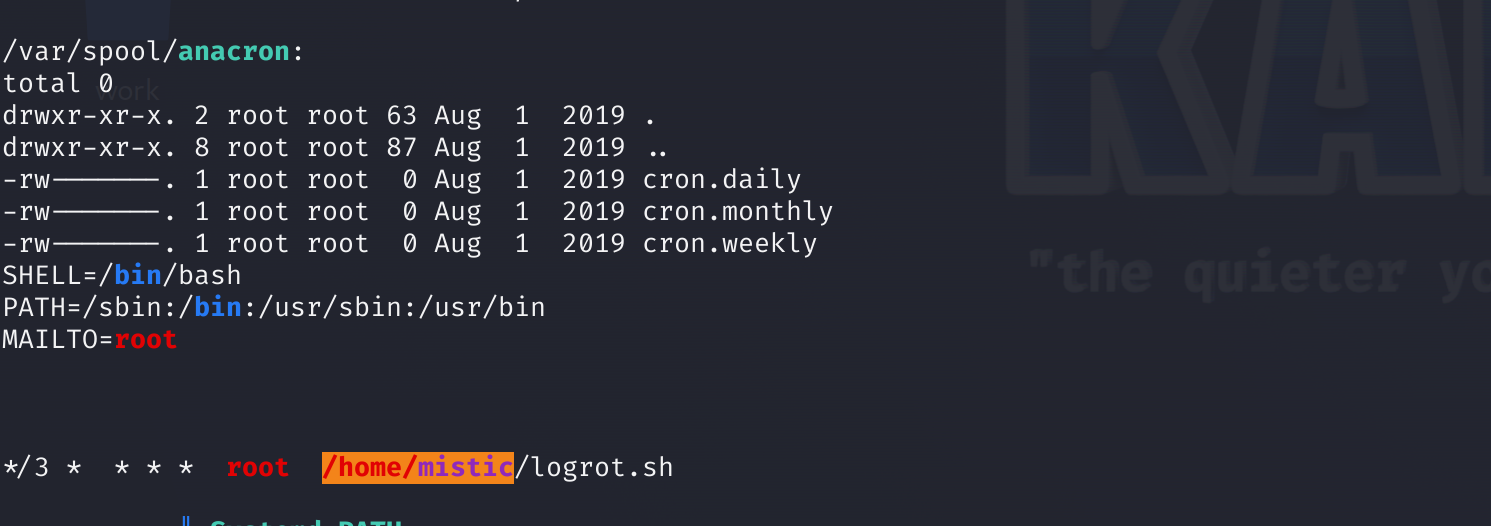 /var/spool/anacron:
total 0
work
drwxr-xr-x. 2 root root 63 Aug  1  2019 .
drwxr-xr-x. 8 root root 87 Aug  1  2019 ..
-rw-------. 1 root root  0 Aug  1  2019 cron.daily
-rw-------. 1 root root  0 Aug  1  2019 cron.monthly
-rw-------. 1 root root  0 Aug  1  2019 cron.weekly
"the quieter yo
SHELL=/bin/bash
PATH=/sbin:/bin:/usr/sbin:/usr/bin
MAILTO=root
*/3 *  * * *  root  /home/mistic/logrot.sh